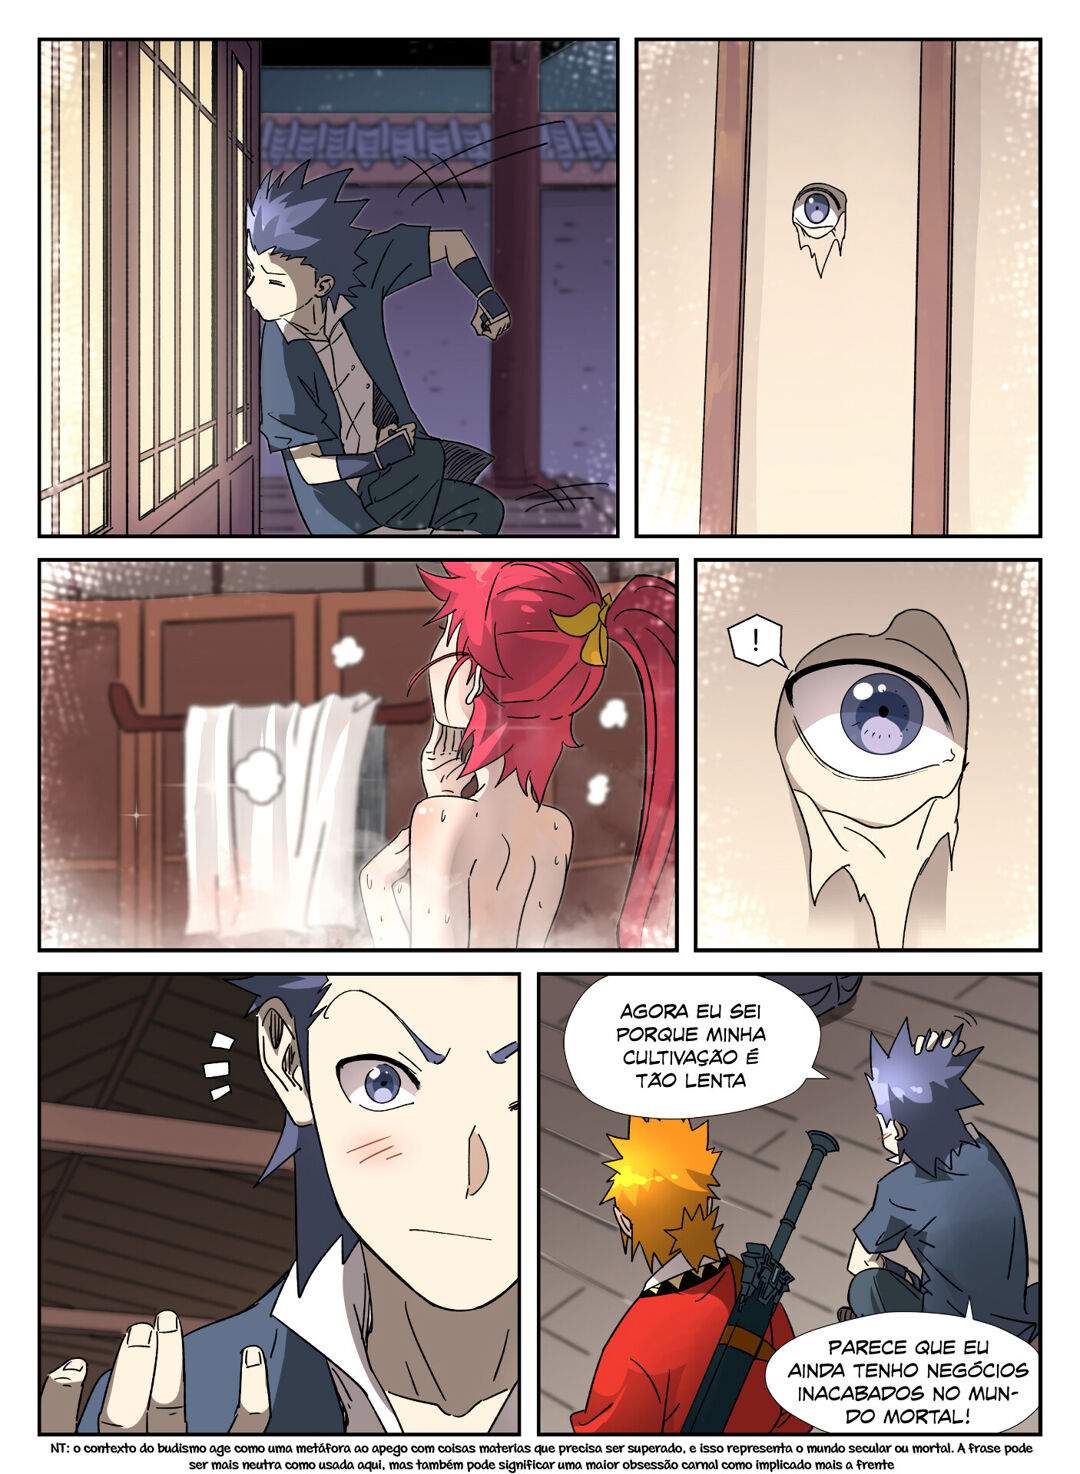 !
AGORA EU SEI
PORQUE MINHA
CULTIVAÇÃO É
TÃO LENTA
PARECE QUE EU
AINDA TENHO NEGÓCIOS
INACABADOS NO MUN-
DO MORTAL!
NT: o contexto do budismo age como uma metáfora ao apego com coisas materias que precisa ser superado, e isso representa o mundo secular ou mortal. A frase pode
ser mais neutra como usada aqui, mas também pode significar uma maior obsessão carnal como implicado mais a frente